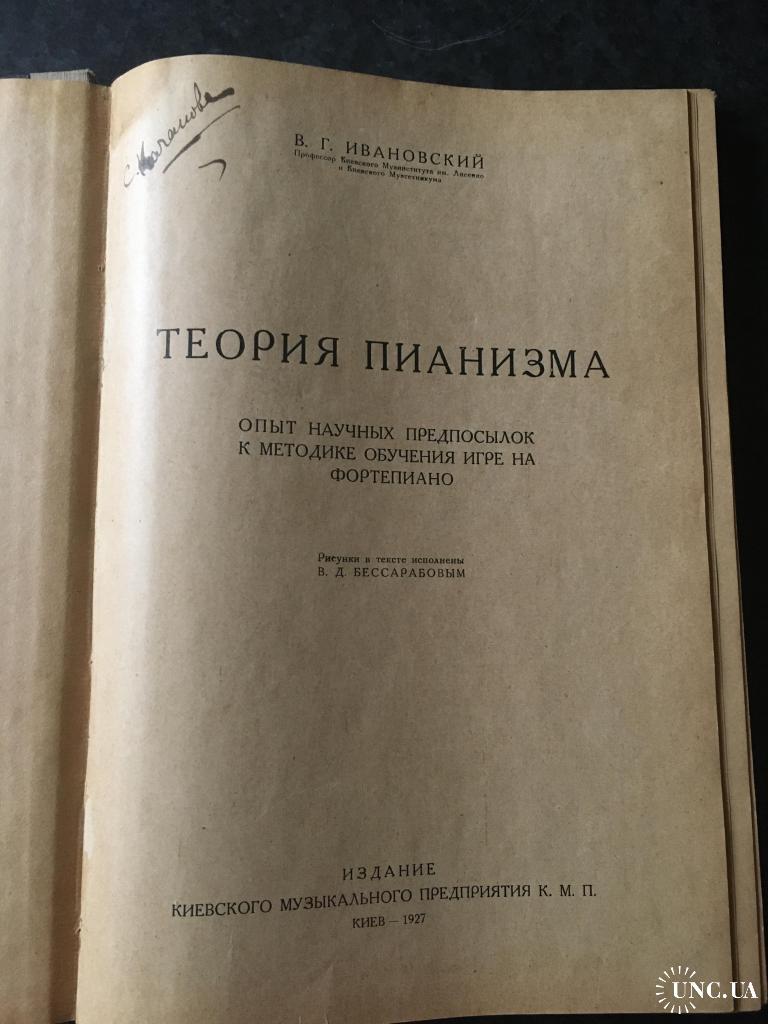 С. Качанова
В. Г. ИВАНОВСКИЙ
Профессор Киевского Музинститута им. Лисенко
и Киевского Музтехникума
ТЕОРИЯ ПИАНИЗМА
ОПЫТ НАУЧНЫХ ПРЕДПОСЫЛОК
К МЕТОДИКЕ ОБУЧЕНИЯ ИГРЕ НА
ФОРТЕПИАНО
Рисунки в тексте исполнены
В. Д. БЕССАРАБОВЫМ
ИЗДАНИЕ
КИЕВСКОГО МУЗЫКАЛЬНОГО ПРЕДПРИЯТИЯ К. М. П.
КИЕВ — 1927
UNC.UA